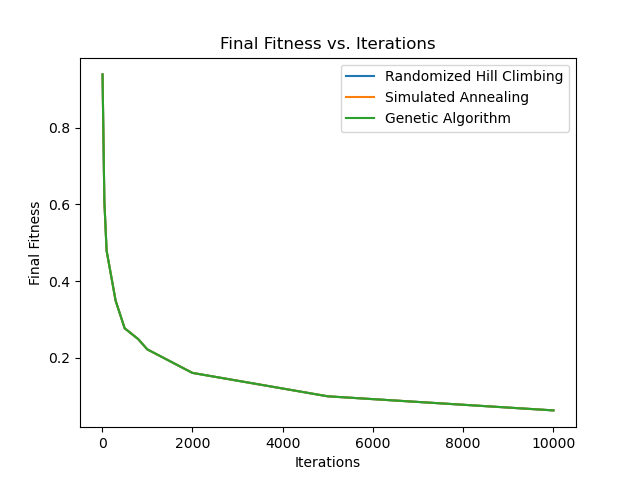 Final Fitness vs. Iterations
Randomized Hill Climbing
Simulated Annealing
Genetic Algorithm
Final Fitness
0.8
0.6
0.4
0.2
0 2000 4000 6000 8000 10000
Iterations